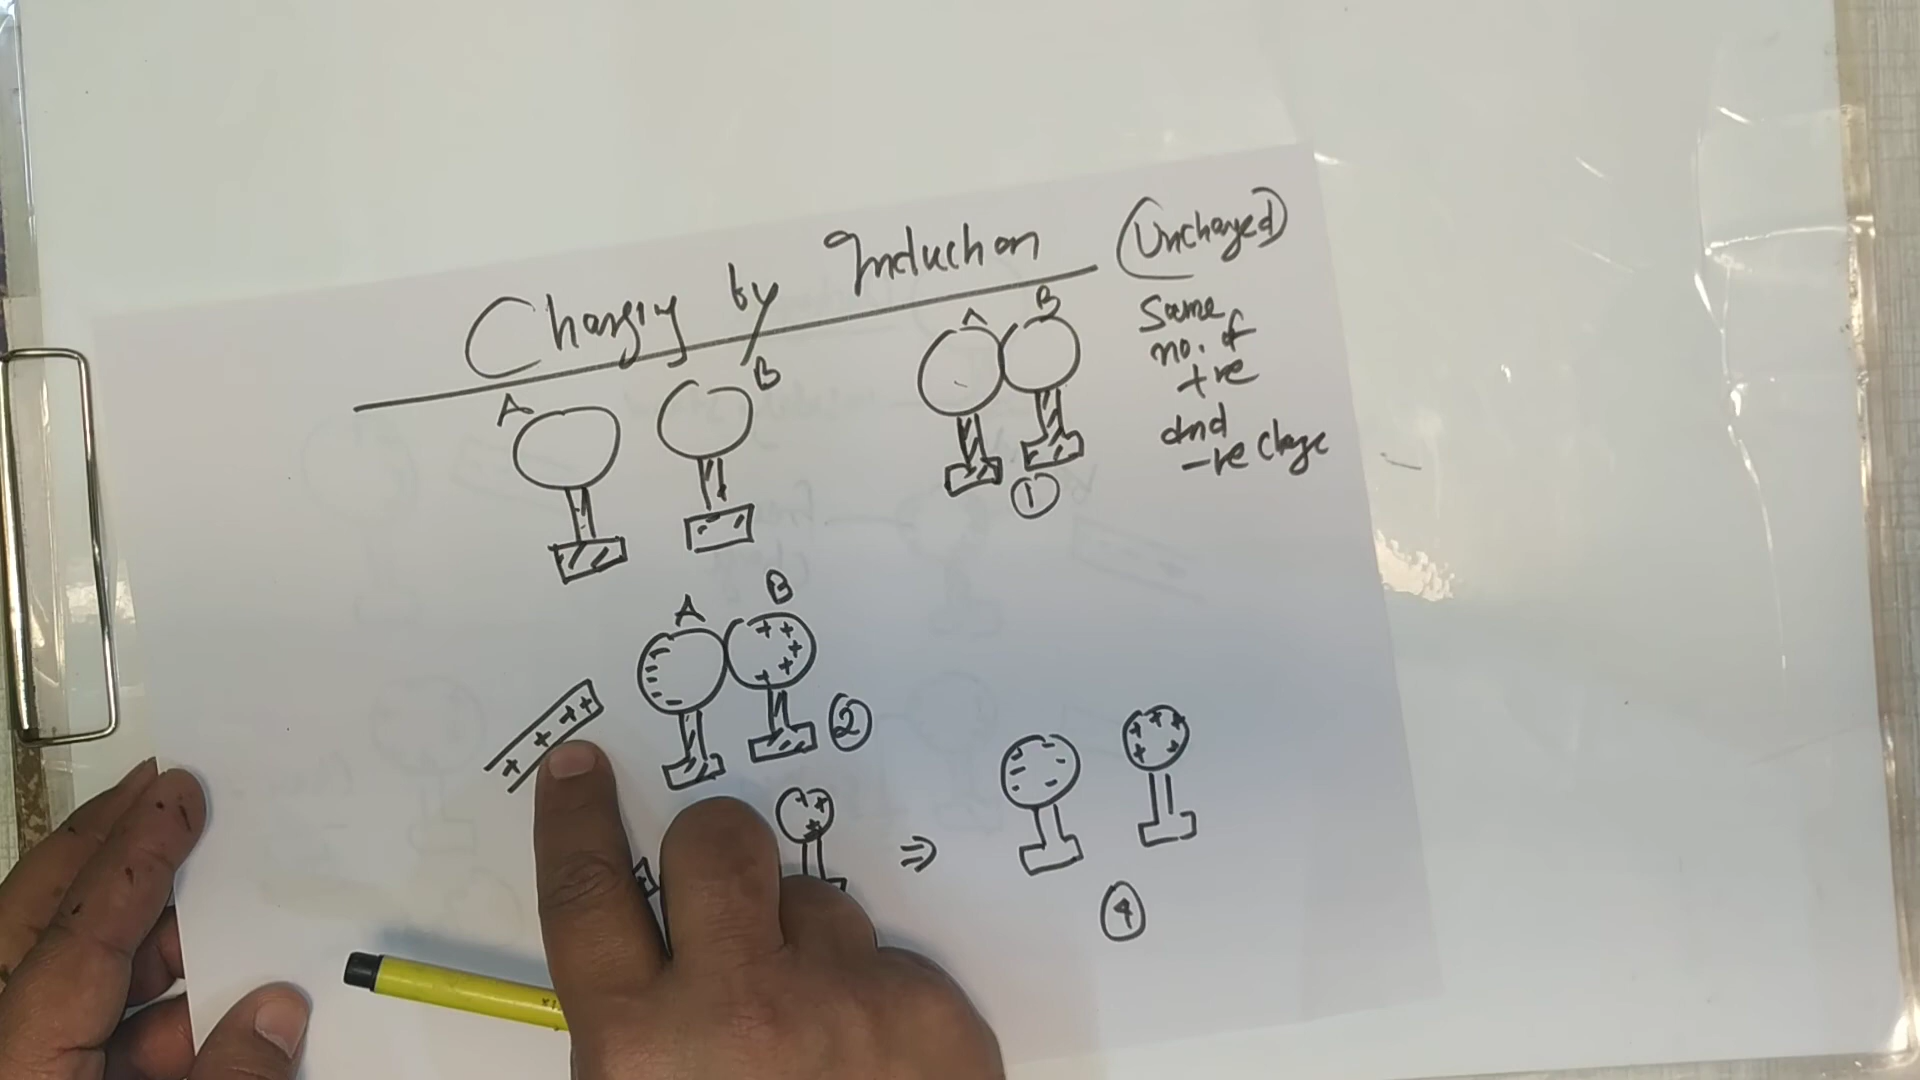 Charging by Induction
(Uncharged)
A B
A B
Same
no. of
+ve
and
-ve charge
①
A B
+ +
+
+
+
- - - - -
+ + + +
②
+ +
+
⇒
- - - - - -
+ + + + +
④